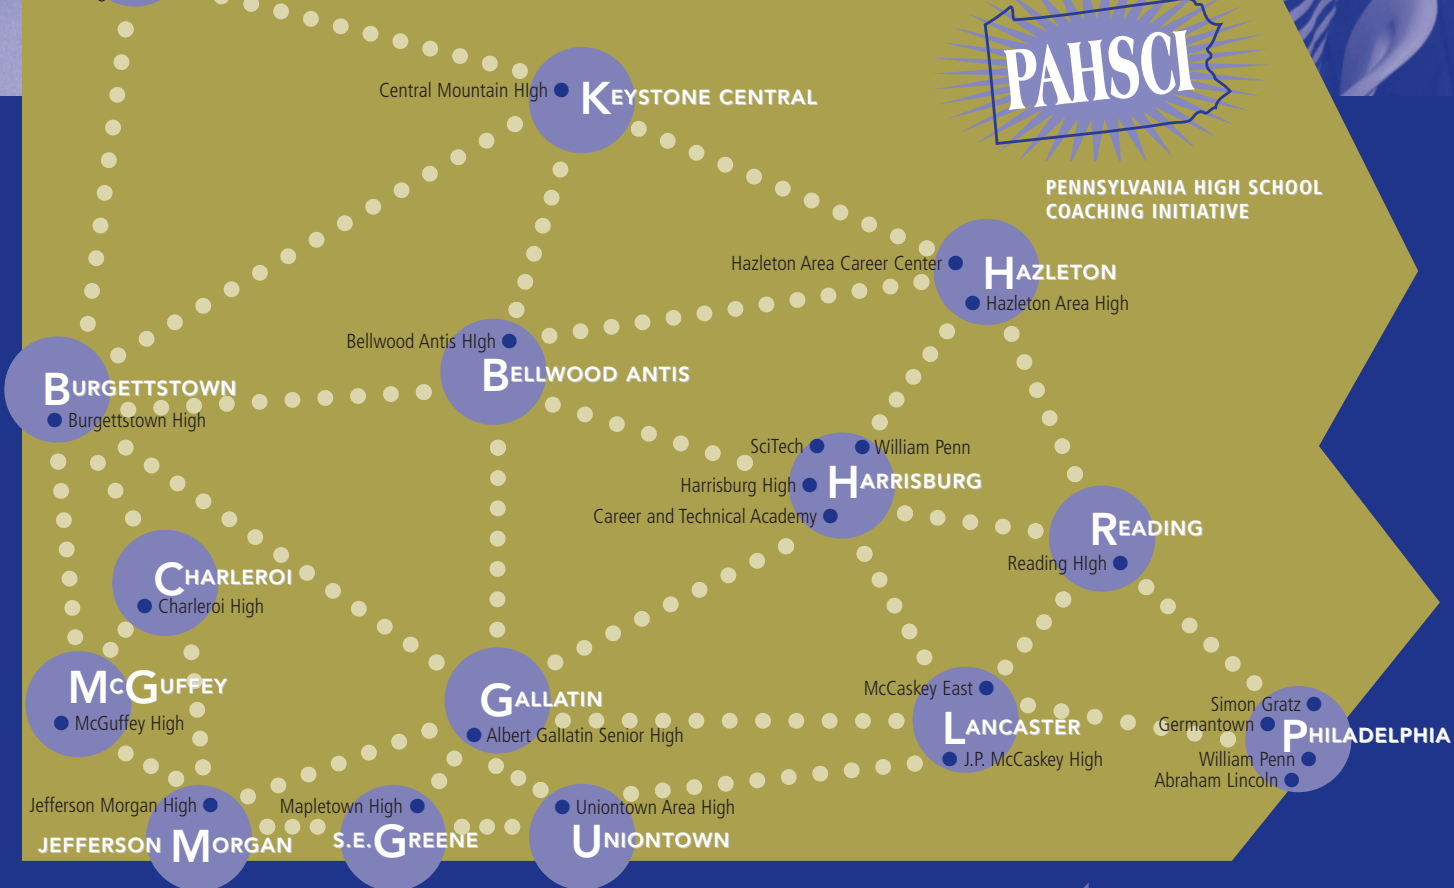 PAHSCI
PENNSYLVANIA HIGH SCHOOL
COACHING INITIATIVE
Central Mountain HIgh
KEYSTONE CENTRAL
Hazleton Area Career Center
HAZLETON
Hazleton Area High
Bellwood Antis HIgh
BELLWOOD ANTIS
BURGETTSTOWN
Burgettstown High
SciTech
William Penn
Harrisburg High
HARRISBURG
Career and Technical Academy
READING
Reading HIgh
CHARLEROI
Charleroi High
MCGUFFEY
McGuffey High
GALLATIN
Albert Gallatin Senior High
McCaskey East
LANCASTER
J.P. McCaskey High
Simon Gratz
Germantown
PHILADELPHIA
William Penn
Abraham Lincoln
Jefferson Morgan High
JEFFERSON MORGAN
Mapletown High
S.E.GREENE
Uniontown Area High
UNIONTOWN